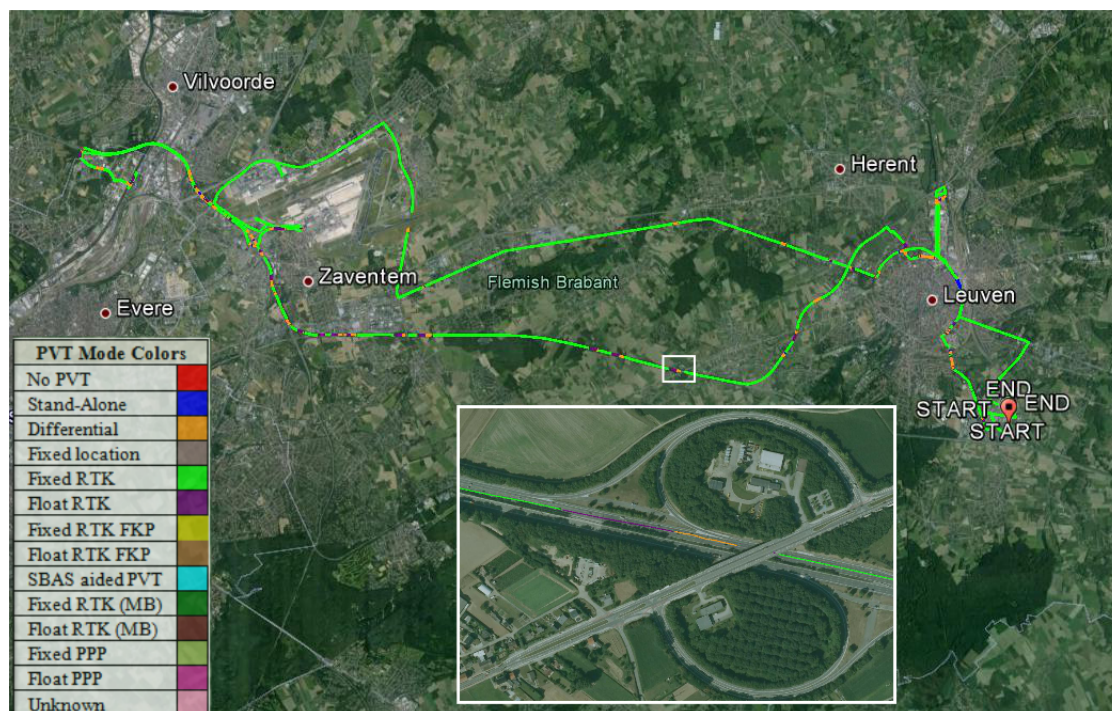 Vilvoorde
Herent
Zaventem
Flemish Brabant
Leuven
Evere
PVT Mode Colors
No PVT
Stand-Alone
Differential
Fixed location
Fixed RTK
Float RTK
Fixed RTK FKP
Float RTK FKP
SBAS aided PVT
Fixed RTK (MB)
Float RTK (MB)
Fixed PPP
Float PPP
Unknown
END
START END
START